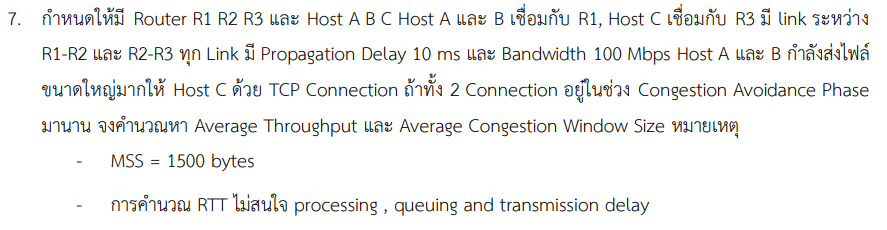 7. กำหนดให้มี Router R1 R2 R3 และ Host A B C Host A และ B เชื่อมกับ R1, Host C เชื่อมกับ R3 มี link ระหว่าง
R1-R2 และ R2-R3 ทุก Link มี Propagation Delay 10 ms และ Bandwidth 100 Mbps Host A และ B กำลังส่งไฟล์
ขนาดใหญ่มากให้ Host C ด้วย TCP Connection ถ้าทั้ง 2 Connection อยู่ในช่วง Congestion Avoidance Phase
มานาน จงคำนวณหา Average Throughput และ Average Congestion Window Size หมายเหตุ
- MSS = 1500 bytes
- การคำนวณ RTT ไม่สนใจ processing , queuing and transmission delay